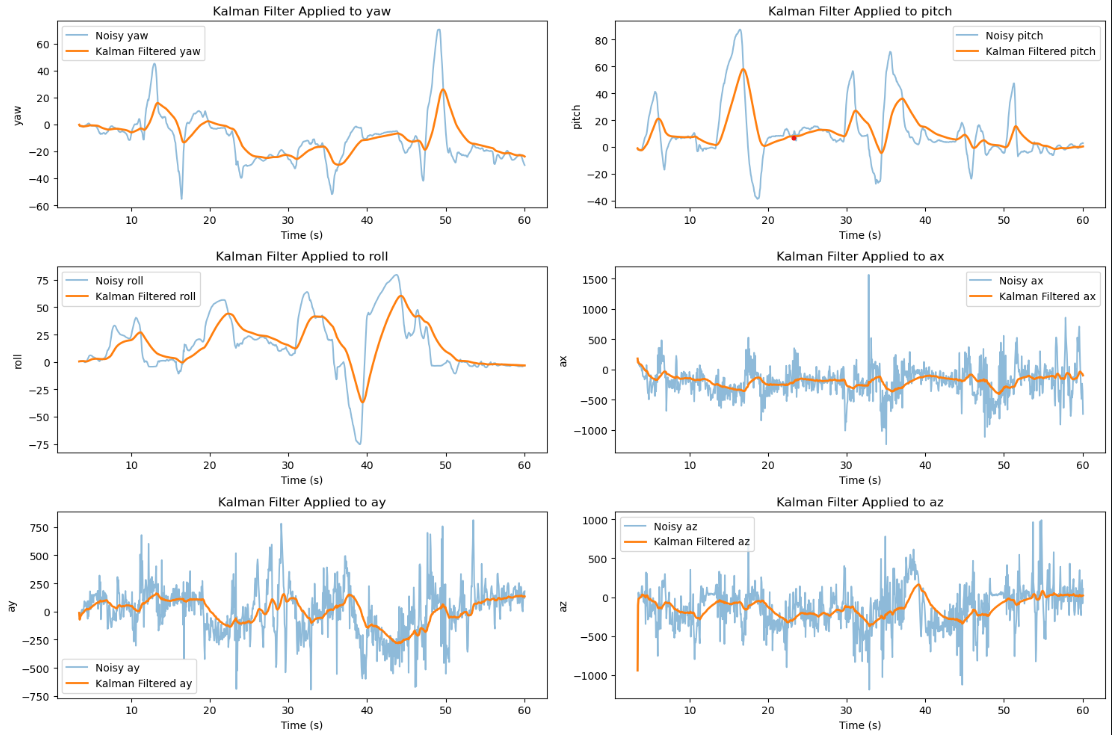 Kalman Filter Applied to yaw
Noisy yaw
Kalman Filtered yaw
yaw
60
40
20
0
−20
−40
−60
10 20 30 40 50 60
Time (s)
Kalman Filter Applied to pitch
Noisy pitch
Kalman Filtered pitch
pitch
80
60
40
20
0
−20
−40
10 20 30 40 50 60
Time (s)
Kalman Filter Applied to roll
Noisy roll
Kalman Filtered roll
roll
75
50
25
0
−25
−50
−75
10 20 30 40 50 60
Time (s)
Kalman Filter Applied to ax
Noisy ax
Kalman Filtered ax
ax
1500
1000
500
0
−500
−1000
10 20 30 40 50 60
Time (s)
Kalman Filter Applied to ay
Noisy ay
Kalman Filtered ay
ay
750
500
250
0
−250
−500
−750
10 20 30 40 50 60
Time (s)
Kalman Filter Applied to az
Noisy az
Kalman Filtered az
az
1000
500
0
−500
−1000
10 20 30 40 50 60
Time (s)